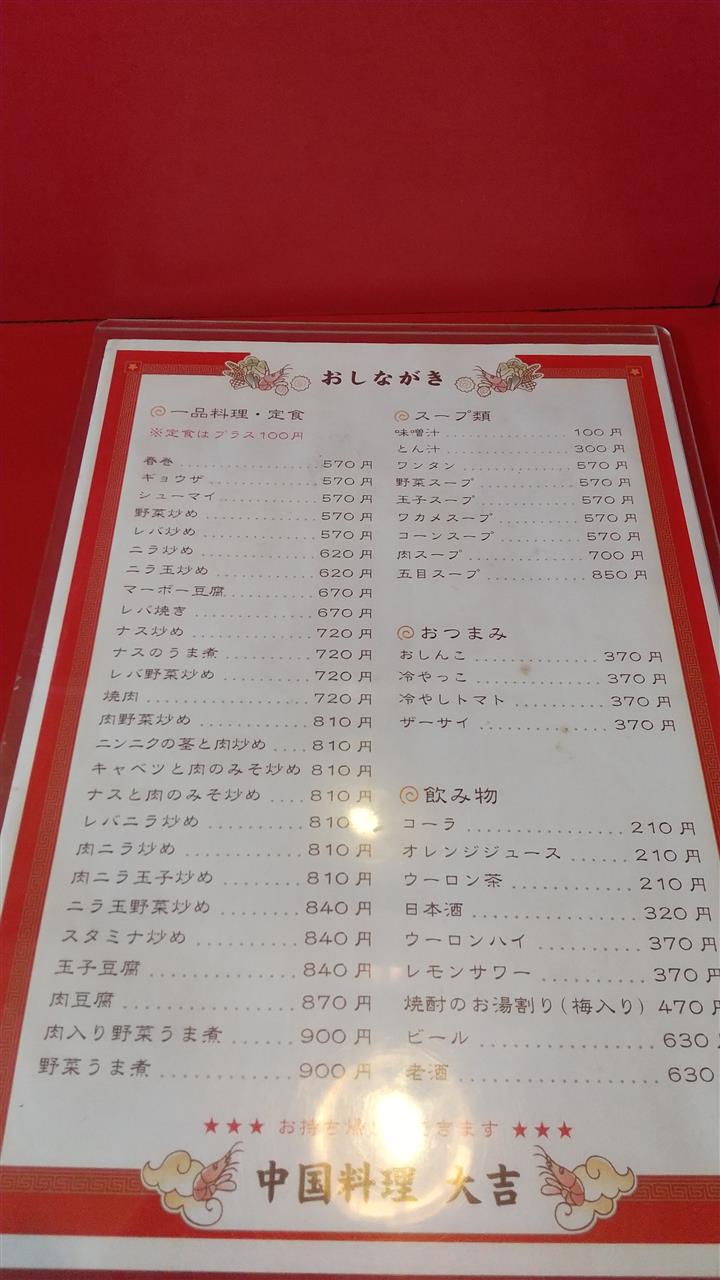 おしながき
一品料理・定食
※定食はプラス100円
春巻 570円
ギョウザ 570円
シューマイ 570円
野菜炒め 570円
レバ炒め 570円
ニラ炒め 620円
ニラ玉炒め 620円
マーボー豆腐 670円
レバ焼き 670円
ナス炒め 720円
ナスのうま煮 720円
レバ野菜炒め 720円
焼肉 720円
肉野菜炒め 810円
ニンニクの茎と肉炒め 810円
キャベツと肉のみそ炒め 810円
ナスと肉のみそ炒め 810円
レバニラ炒め 810円
肉ニラ炒め 810円
肉ニラ玉子炒め 810円
ニラ玉野菜炒め 840円
スタミナ炒め 840円
玉子豆腐 840円
肉豆腐 870円
肉入り野菜うま煮 900円
野菜うま煮 900円
スープ類
味噌汁 100円
とん汁 300円
ワンタン 570円
野菜スープ 570円
玉子スープ 570円
ワカメスープ 570円
コーンスープ 570円
肉スープ 700円
五目スープ 850円
おつまみ
おしんこ 370円
冷やっこ 370円
冷やしトマト 370円
ザーサイ 370円
飲み物
コーラ 210円
オレンジジュース 210円
ウーロン茶 210円
日本酒 320円
ウーロンハイ 370円
レモンサワー 370円
焼酎のお湯割り(梅入り) 470円
ビール 630
老酒 630
★★★ お持ち帰 きます ★★★
中国料理 大吉